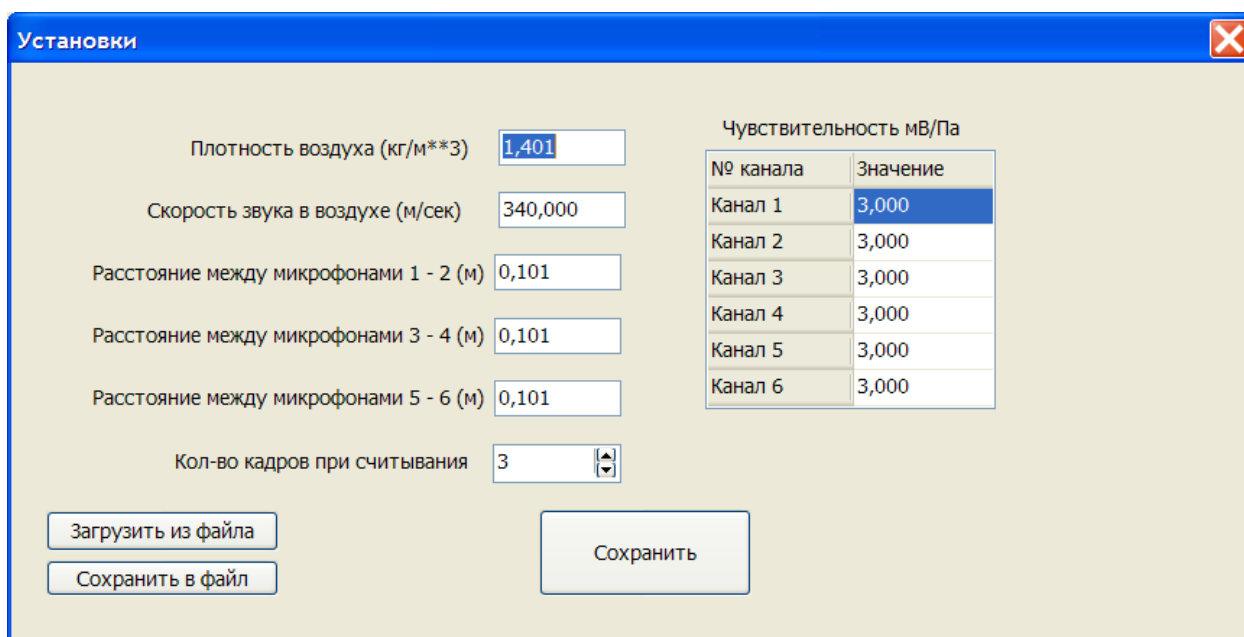 Установки
Плотность воздуха (кг/м**3) 1,401
Скорость звука в воздухе (м/сек) 340,000
Расстояние между микрофонами 1 - 2 (м) 0,101
Расстояние между микрофонами 3 - 4 (м) 0,101
Расстояние между микрофонами 5 - 6 (м) 0,101
Кол-во кадров при считывания 3
Чувствительность мВ/Па
№ канала Значение
Канал 1 3,000
Канал 2 3,000
Канал 3 3,000
Канал 4 3,000
Канал 5 3,000
Канал 6 3,000
Загрузить из файла
Сохранить в файл
Сохранить